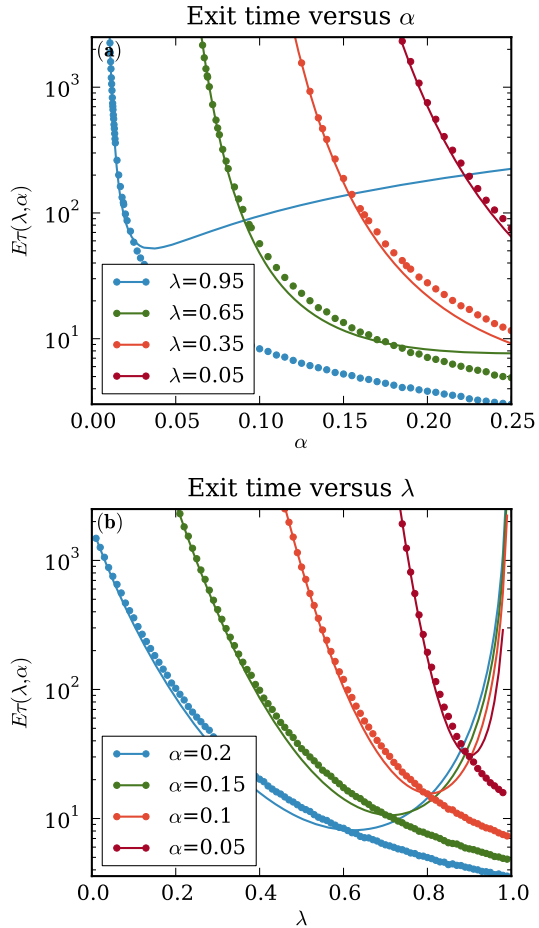 Exit time versus α
(a)
10³
10²
10¹
Eτ(λ,α)
λ=0.95
λ=0.65
λ=0.35
λ=0.05
0.00 0.05 0.10 0.15 0.20 0.25
α
Exit time versus λ
(b)
10³
10²
10¹
Eτ(λ,α)
α=0.2
α=0.15
α=0.1
α=0.05
0.0 0.2 0.4 0.6 0.8 1.0
λ